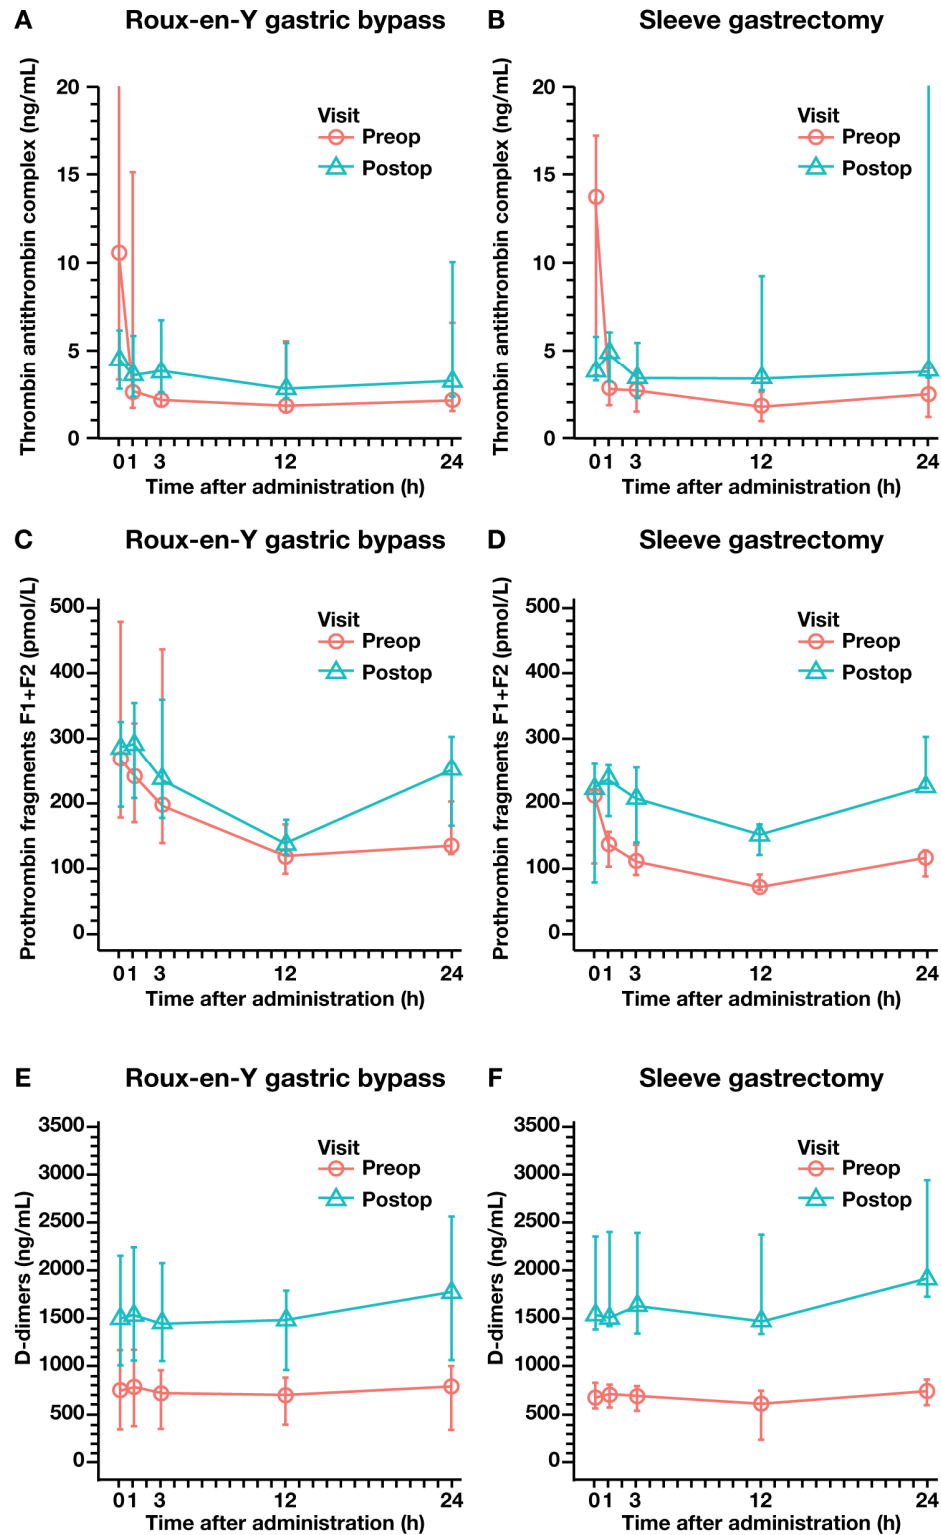 A Roux-en-Y gastric bypass
Thrombin antithrombin complex (ng/mL)
20
15
10
5
0
Visit
Preop
Postop
0 1 3 12 24
Time after administration (h)
B Sleeve gastrectomy
Thrombin antithrombin complex (ng/mL)
20
15
10
5
0
Visit
Preop
Postop
0 1 3 12 24
Time after administration (h)
C Roux-en-Y gastric bypass
Prothrombin fragments F1+F2 (pmol/L)
500
400
300
200
100
0
Visit
Preop
Postop
0 1 3 12 24
Time after administration (h)
D Sleeve gastrectomy
Prothrombin fragments F1+F2 (pmol/L)
500
400
300
200
100
0
Visit
Preop
Postop
0 1 3 12 24
Time after administration (h)
E Roux-en-Y gastric bypass
D-dimers (ng/mL)
3500
3000
2500
2000
1500
1000
500
0
Visit
Preop
Postop
0 1 3 12 24
Time after administration (h)
F Sleeve gastrectomy
D-dimers (ng/mL)
3500
3000
2500
2000
1500
1000
500
0
Visit
Preop
Postop
0 1 3 12 24
Time after administration (h)